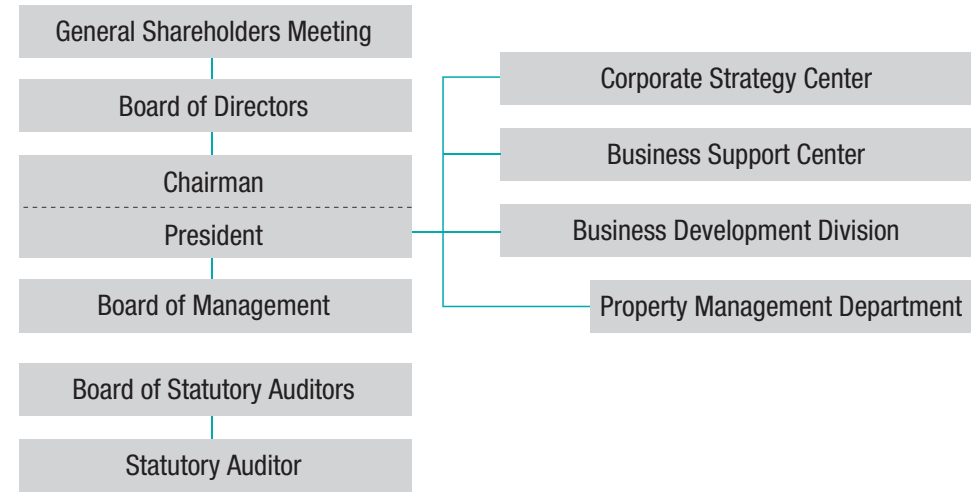 General Shareholders Meeting
Board of Directors
Chairman
President
Board of Management
Board of Statutory Auditors
Statutory Auditor
Corporate Strategy Center
Business Support Center
Business Development Division
Property Management Department